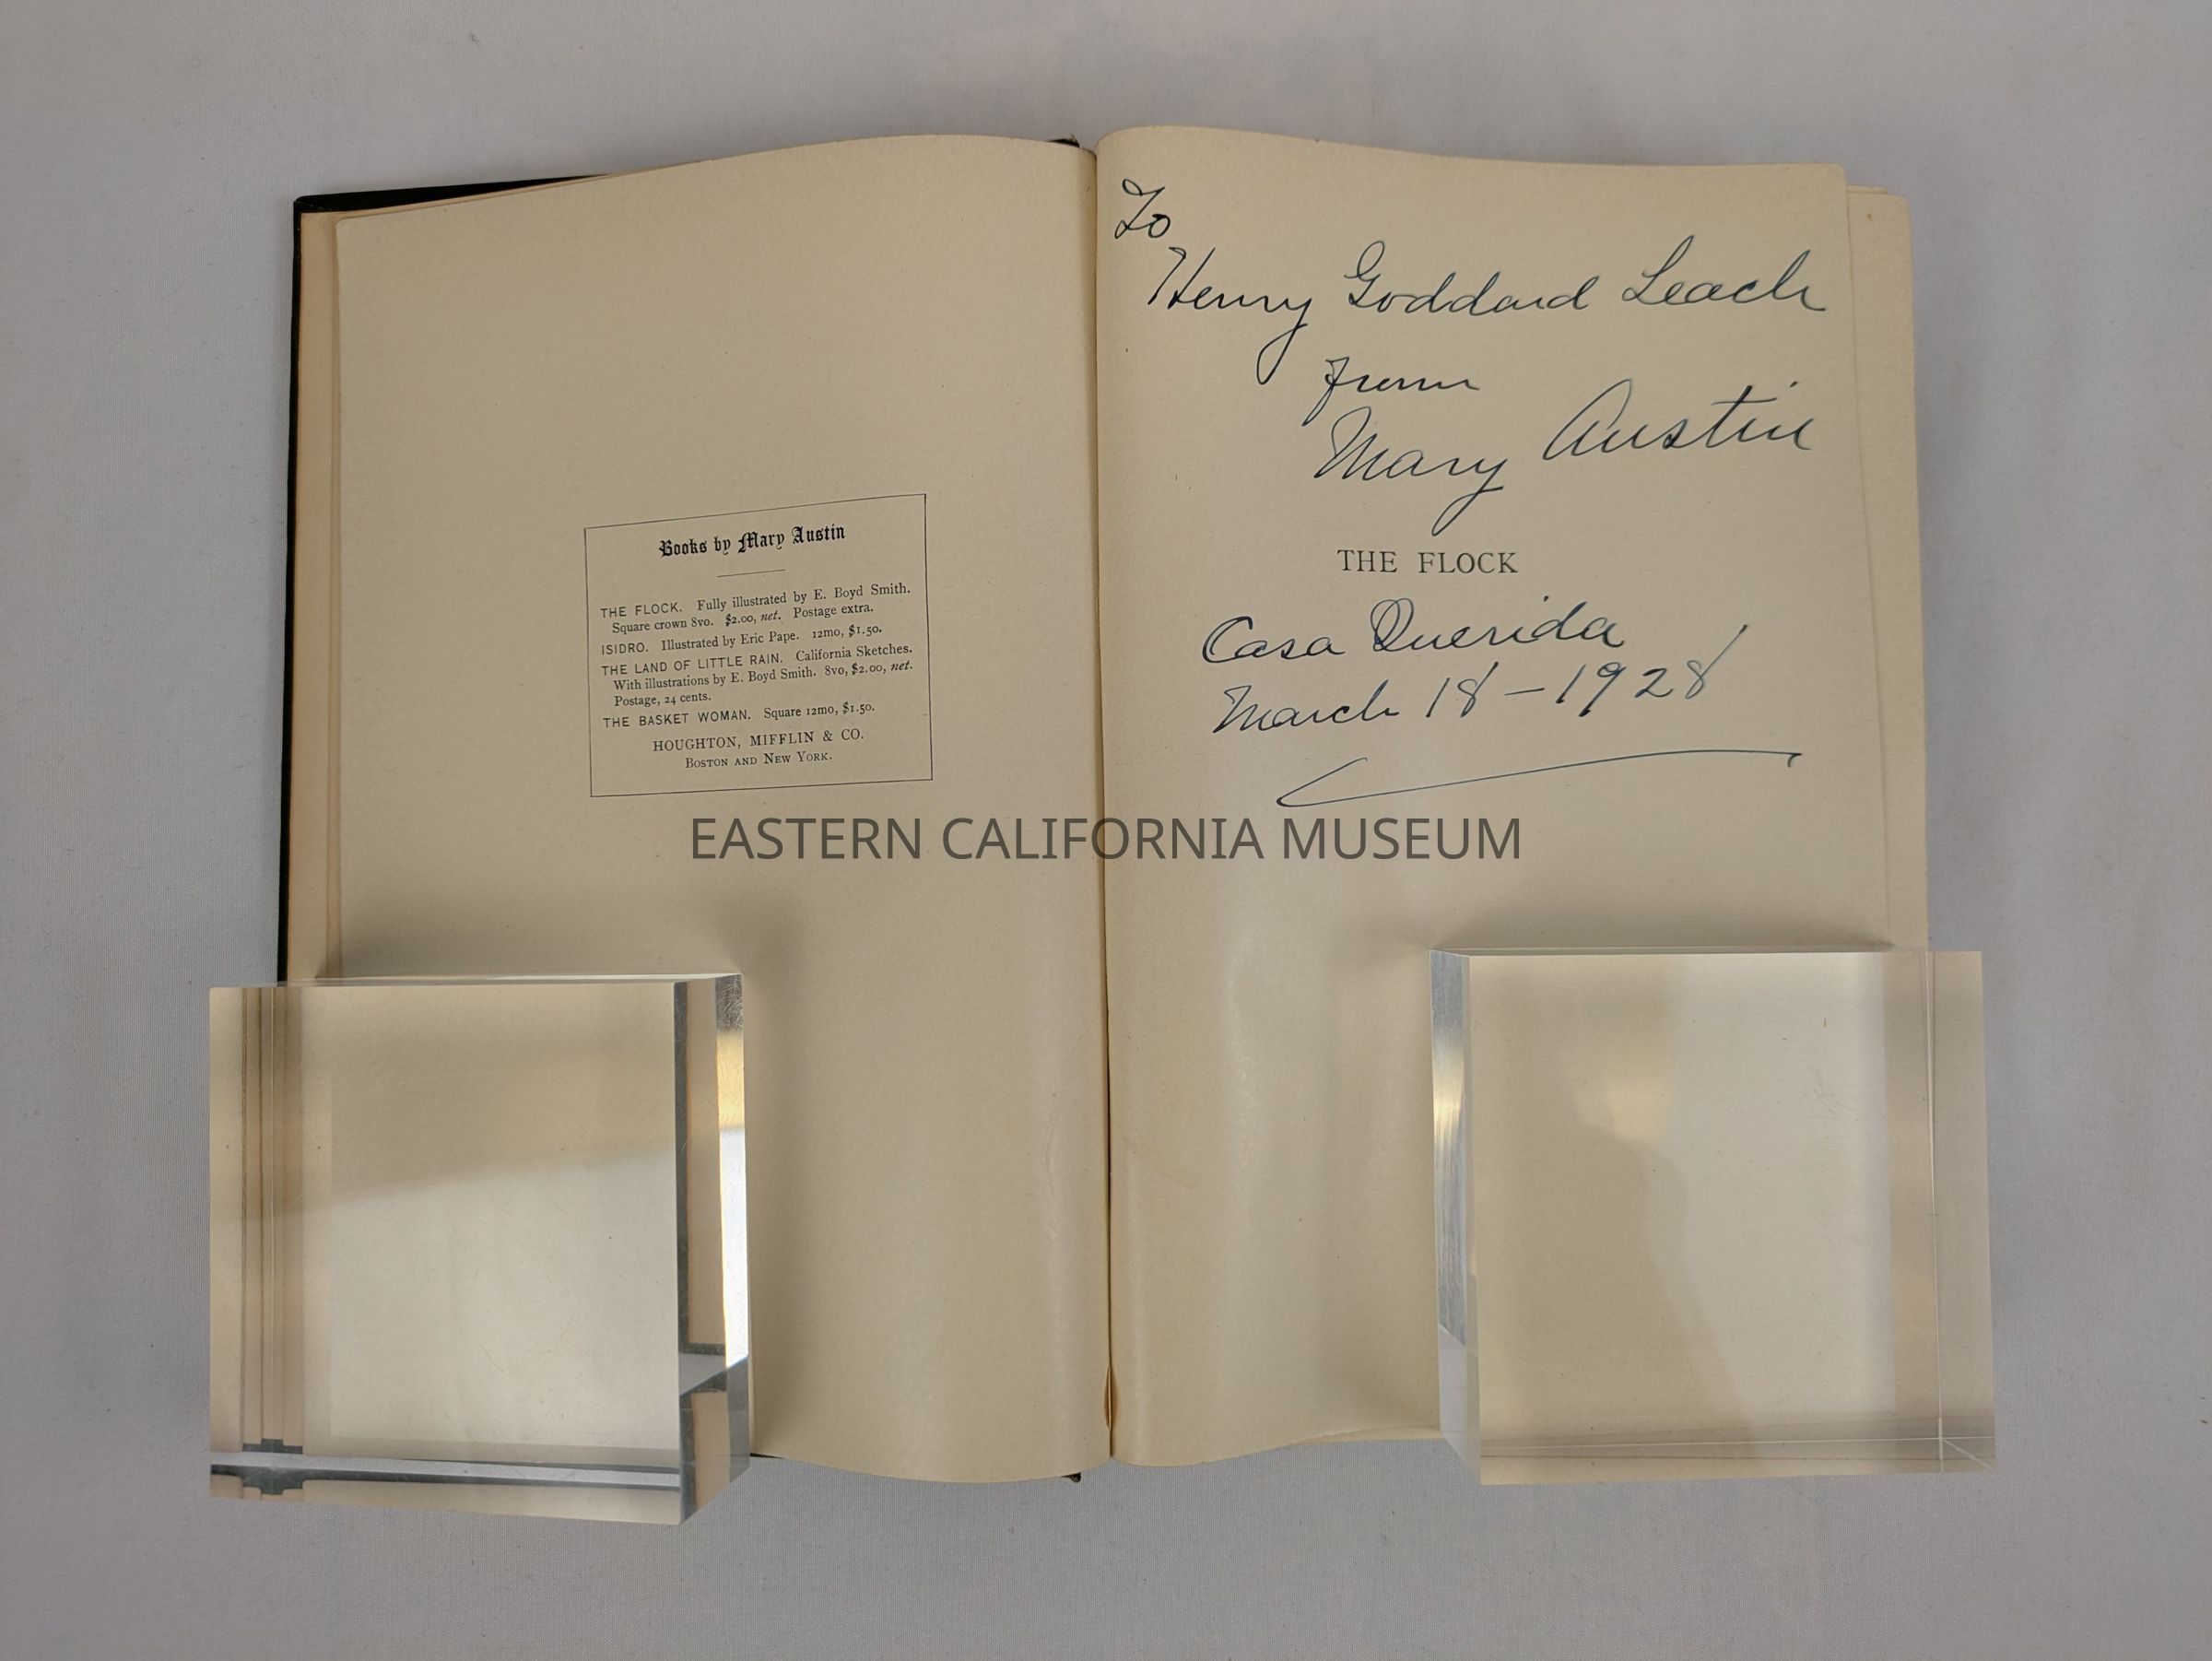 Books by Mary Austin
THE FLOCK. Fully illustrated by E. Boyd Smith.
Square crown 8vo. $2.00, net. Postage extra.
ISIDRO. Illustrated by Eric Pape. 12mo, $1.50.
THE LAND OF LITTLE RAIN. California Sketches.
With illustrations by E. Boyd Smith. 8vo, $2.00, net.
Postage, 24 cents.
THE BASKET WOMAN. Square 12mo, $1.50.
HOUGHTON, MIFFLIN & CO.
BOSTON AND NEW YORK.
To
Henry Goddard Leach
from
Mary Austin
THE FLOCK
Casa Querida
March 18-1928
EASTERN CALIFORNIA MUSEUM